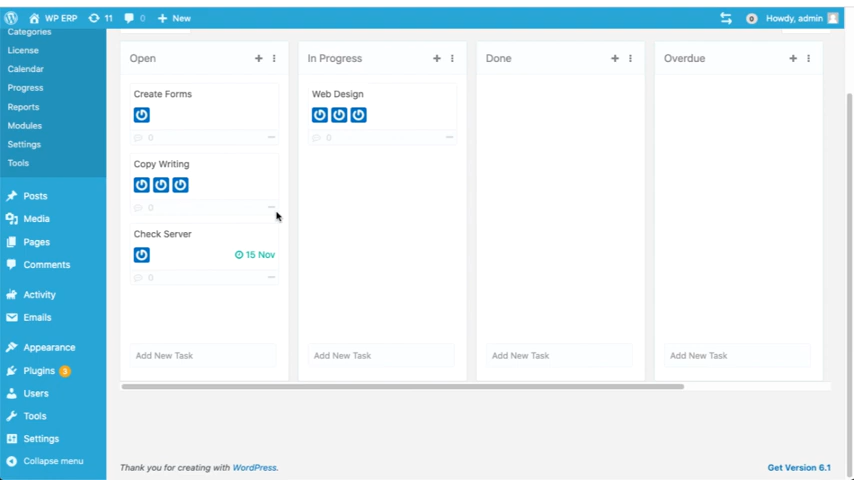 WP ERP 11 0 New 0 Howdy, admin
Categories
License
Calendar
Progress
Reports
Modules
Settings
Tools
Posts
Media
Pages
Comments
Activity
Emails
Appearance
Plugins 3
Users
Tools
Settings
Collapse menu
Open
Create Forms
0
Copy Writing
0
Check Server
15 Nov
0
Add New Task
In Progress
Web Design
0
Add New Task
Done
Add New Task
Overdue
Add New Task
Thank you for creating with WordPress.
Get Version 6.1